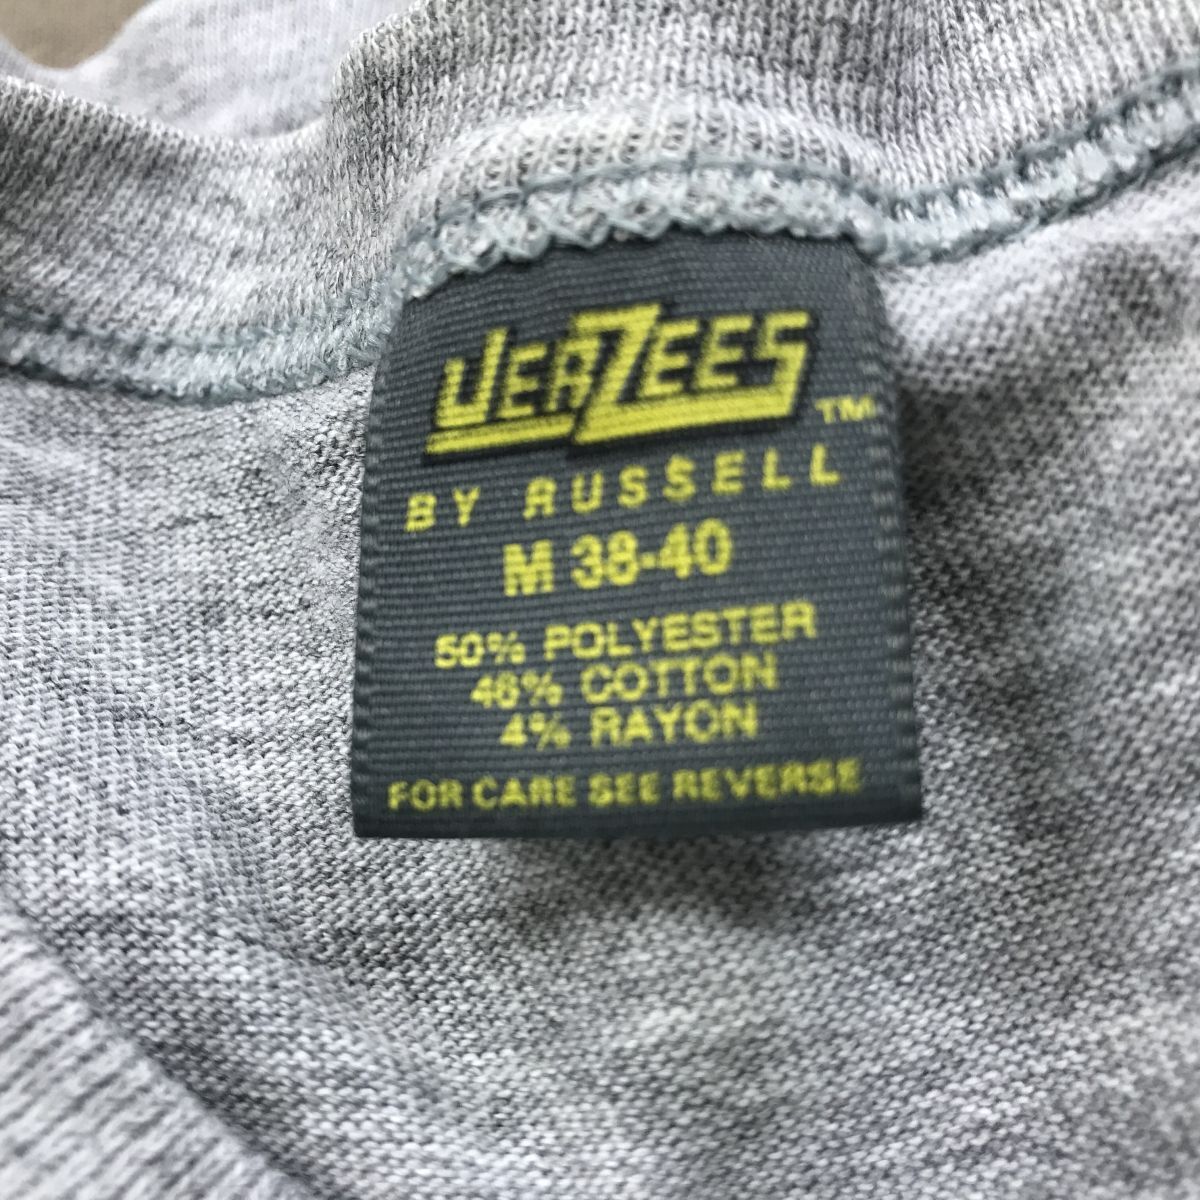 JERZEES ™
BY RUSSELL
M 38-40
50% POLYESTER
46% COTTON
4% RAYON
FOR CARE SEE REVERSE